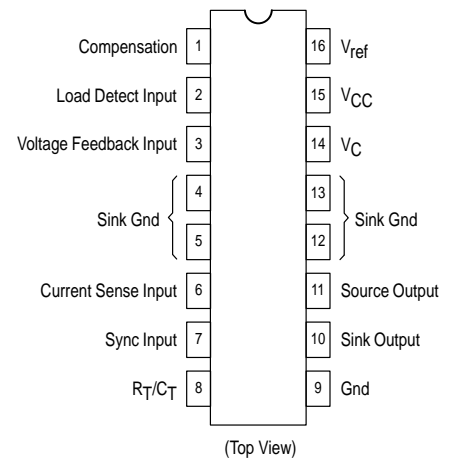 Compensation 1 16 Vref
Load Detect Input 2 15 VCC
Voltage Feedback Input 3 14 VC
4 13
Sink Gnd Sink Gnd
5 12
Current Sense Input 6 11 Source Output
Sync Input 7 10 Sink Output
RT/CT 8 9 Gnd
(Top View)